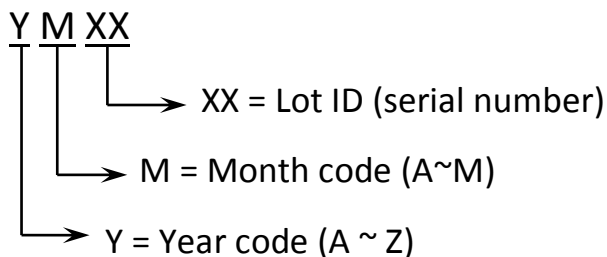 Y M XX
XX = Lot ID (serial number)
M = Month code (A~M)
Y = Year code (A ~ Z)